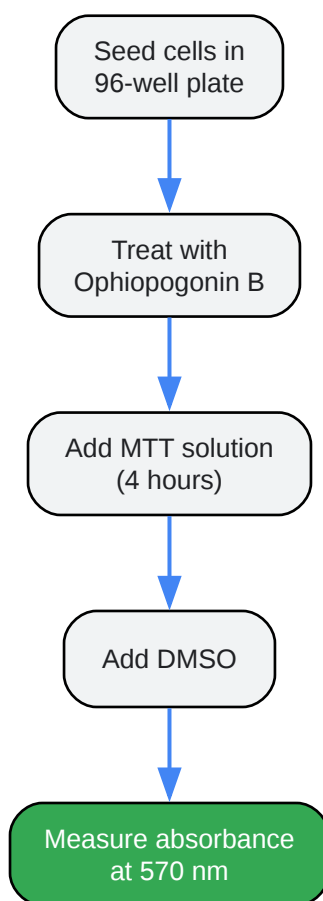 Seed cells in
96-well plate
Treat with
Ophiopogonin B
Add MTT solution
(4 hours)
Add DMSO
Measure absorbance
at 570 nm